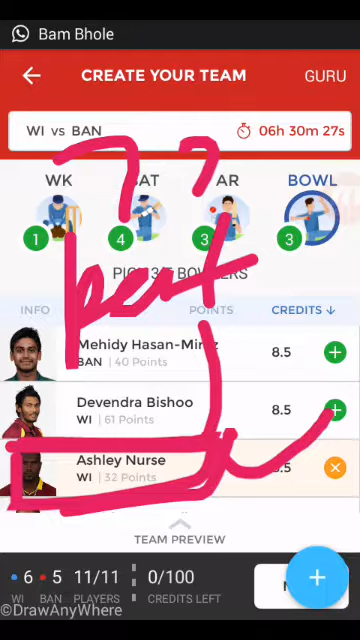 Bam Bhole
CREATE YOUR TEAM
GURU
WI vs BAN
06h 30m 27s
WK
AR
BOWL
1
4
3
3
INFO
POINTS
CREDITS ↓
Mehidy Hasan-Miraz
BAN | 40 Points
8.5
Devendra Bishoo
WI | 61 Points
8.5
Ashley Nurse
WI | 32 Points
TEAM PREVIEW
6 5 11/11 0/100
WI BAN PLAYERS CREDITS LEFT
©DrawAnyWhere